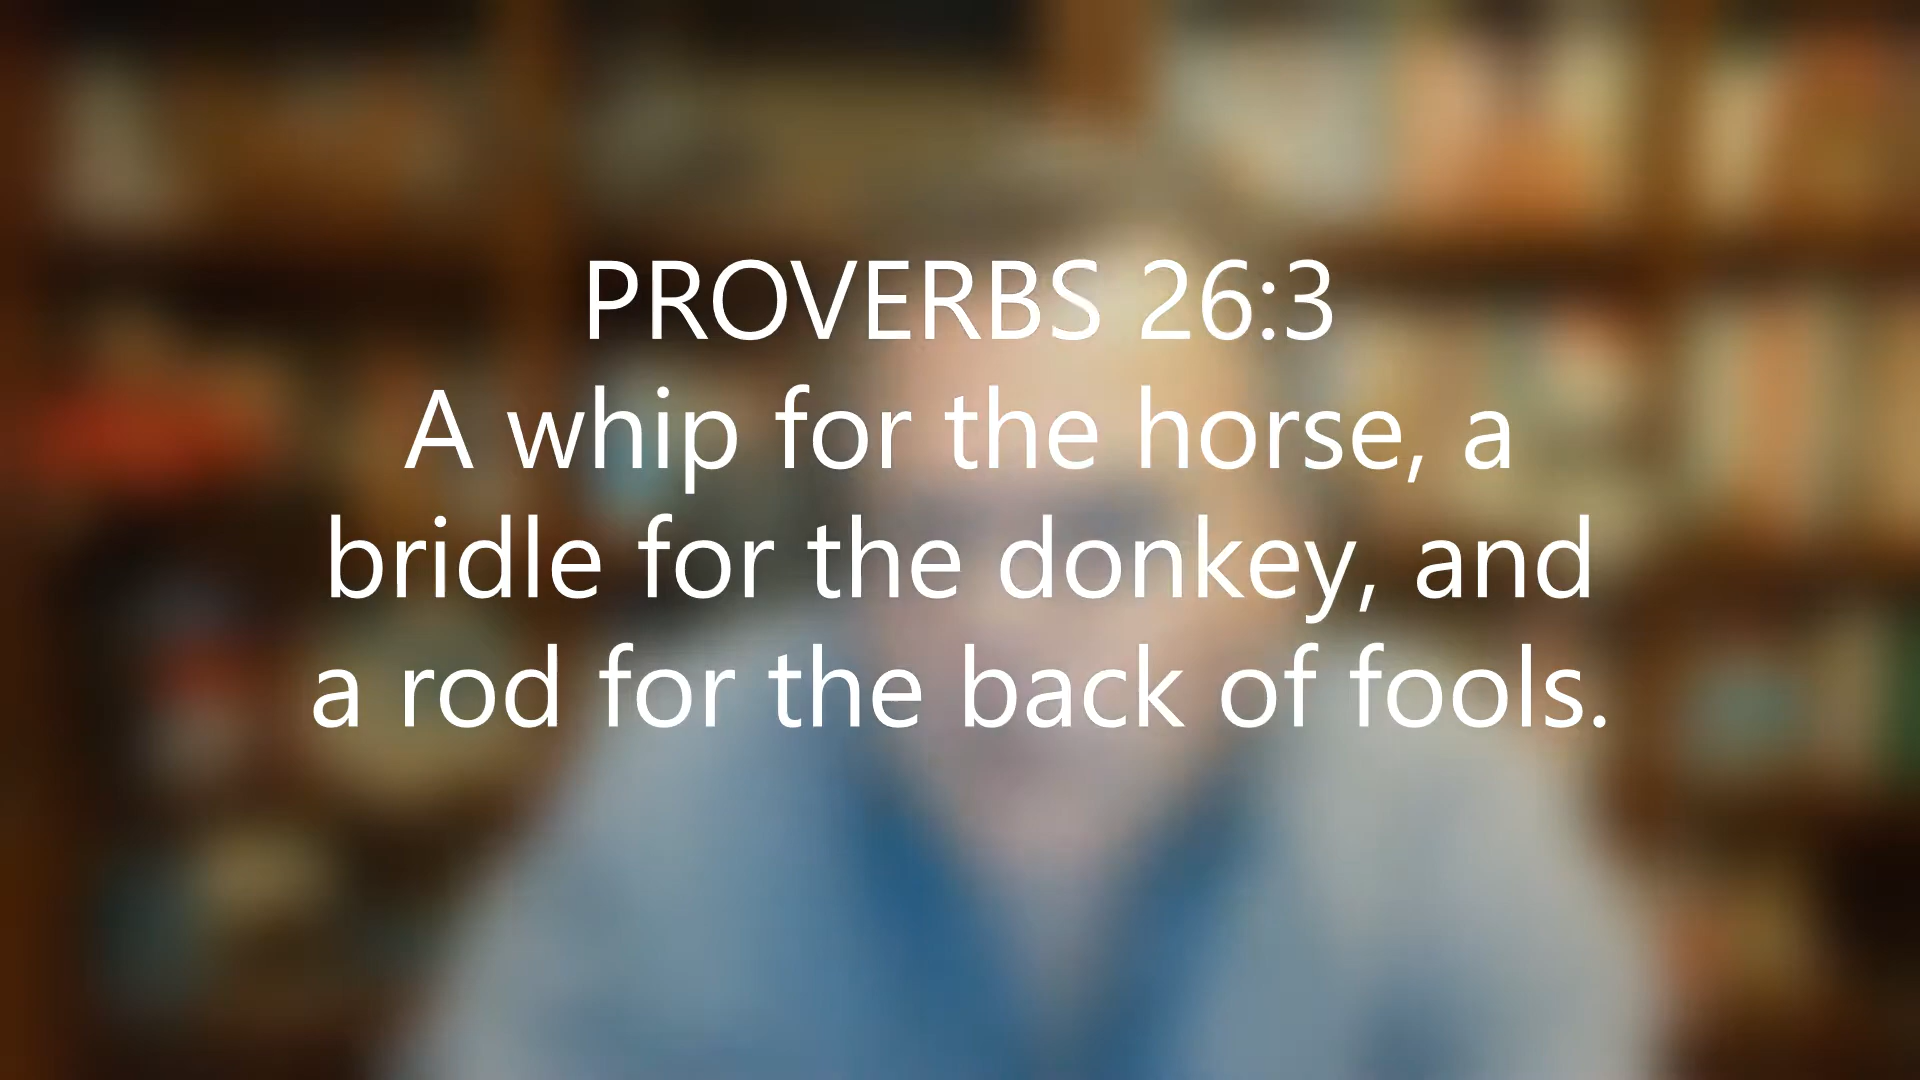 PROVERBS 26:3
A whip for the horse, a
bridle for the donkey, and
a rod for the back of fools.